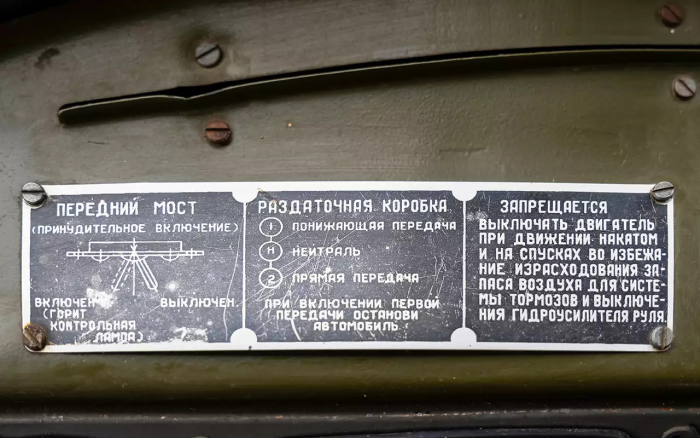 ПЕРЕДНИЙ МОСТ
(ПРИНУДИТЕЛЬНОЕ ВКЛЮЧЕНИЕ)
ВКЛЮЧЕН ВЫКЛЮЧЕН.
(ГОРИТ
КОНТРОЛЬНАЯ
ЛАМПА)
РАЗДАТОЧНАЯ КОРОБКА
1 ПОНИЖАЮЩАЯ ПЕРЕДАЧА
Н НЕЙТРАЛЬ
2 ПРЯМАЯ ПЕРЕДАЧА
ПРИ ВКЛЮЧЕНИИ ПЕРВОЙ
ПЕРЕДАЧИ ОСТАНОВИ
АВТОМОБИЛЬ
ЗАПРЕЩАЕТСЯ
ВЫКЛЮЧАТЬ ДВИГАТЕЛЬ
ПРИ ДВИЖЕНИИ НАКАТОМ
И НА СПУСКАХ ВО ИЗБЕЖА-
НИЕ ИЗРАСХОДОВАНИЯ ЗА-
ПАСА ВОЗДУХА ДЛЯ СИСТЕ-
МЫ ТОРМОЗОВ И ВЫКЛЮЧЕ-
НИЯ ГИДРОУСИЛИТЕЛЯ РУЛЯ.